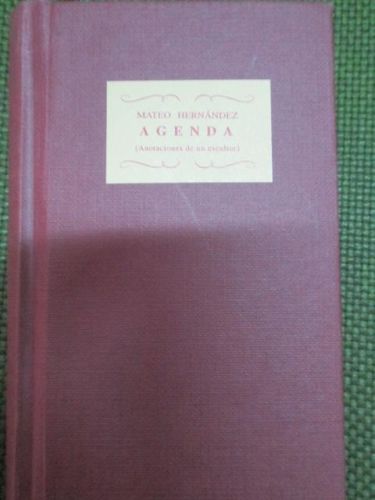 MATEO HERNÁNDEZ
AGENDA
(Anotaciones de un escultor)